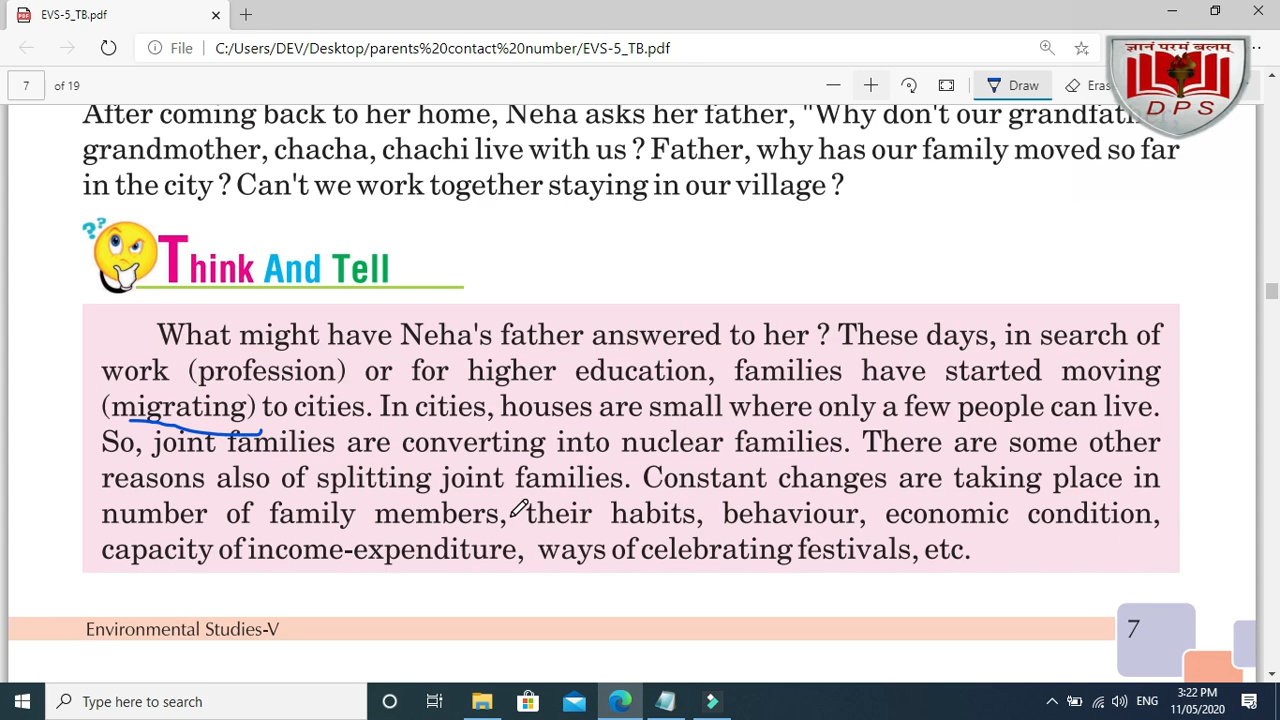 EVS-5_TB.pdf
File
C:/Users/DEV/Desktop/parents%20contact%20number/EVS-5_TB.pdf
ज्ञानं परमं बलम्
DPS
7 of 19
Draw
After coming back to her home, Neha asks her father, "Why don't our
grandmother, chacha, chachi live with us ? Father, why has our family moved so far
in the city ? Can't we work together staying in our village ?
??
Think And Tell
What might have Neha's father answered to her ? These days, in search of
work (profession) or for higher education, families have started moving
(migrating) to cities. In cities, houses are small where only a few people can live.
So, joint families are converting into nuclear families. There are some other
reasons also of splitting joint families. Constant changes are taking place in
number of family members, their habits, behaviour, economic condition,
capacity of income-expenditure, ways of celebrating festivals, etc.
Environmental Studies-V
7
Type here to search
ENG
3:22 PM
11/05/2020